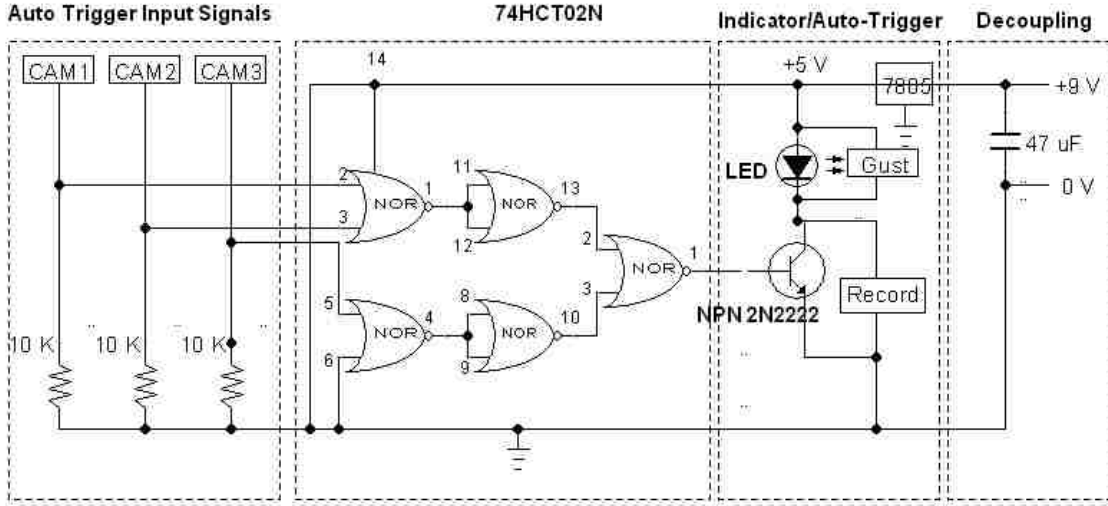 Auto Trigger Input Signals
74HCT02N
Indicator/Auto-Trigger
Decoupling
CAM1 CAM2 CAM3
14
+5 V
7805
+9 V
47 uF
0 V
LED
Gust
2
3
NOR
1
11
12
NOR
13
2
3
NOR
1
5
6
NOR
4
8
9
NOR
10
NPN 2N2222
Record
10 K 10 K 10 K